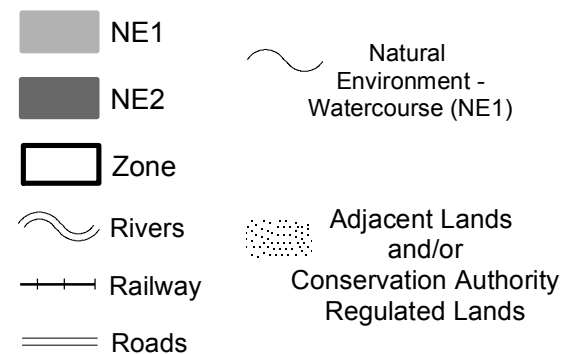 NE1
NE2
Zone
Rivers
Railway
Roads
Natural
Environment -
Watercourse (NE1)
Adjacent Lands
and/or
Conservation Authority
Regulated Lands